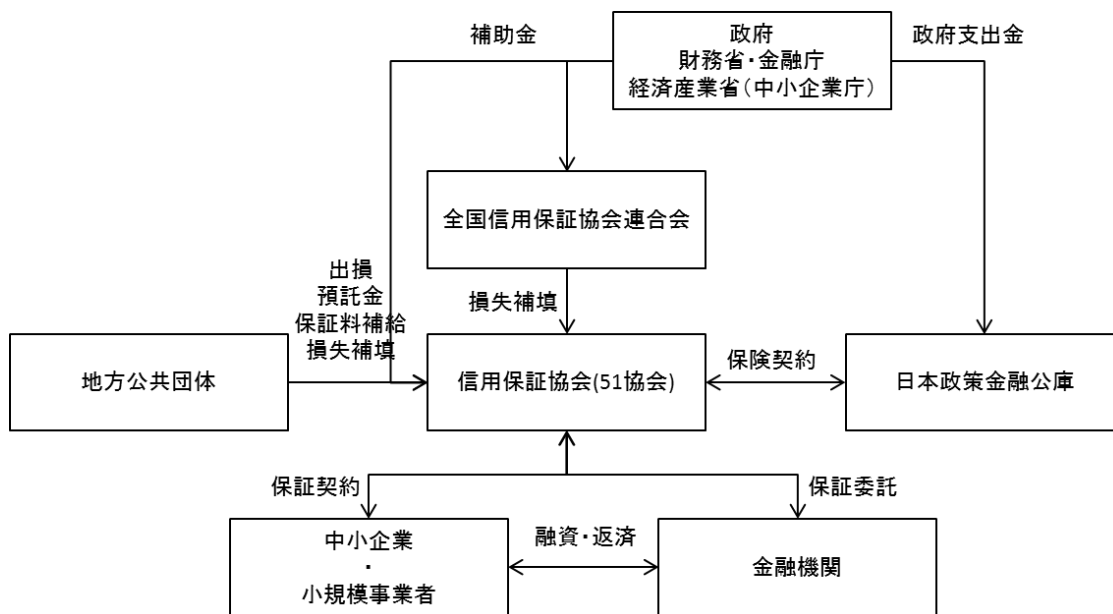 補助金
政府
財務省・金融庁
経済産業省(中小企業庁)
政府支出金
全国信用保証協会連合会
出損
預託金
保証料補給
損失補填
損失補填
地方公共団体
信用保証協会(51協会)
保険契約
日本政策金融公庫
保証契約
保証委託
中小企業
・
小規模事業者
融資・返済
金融機関